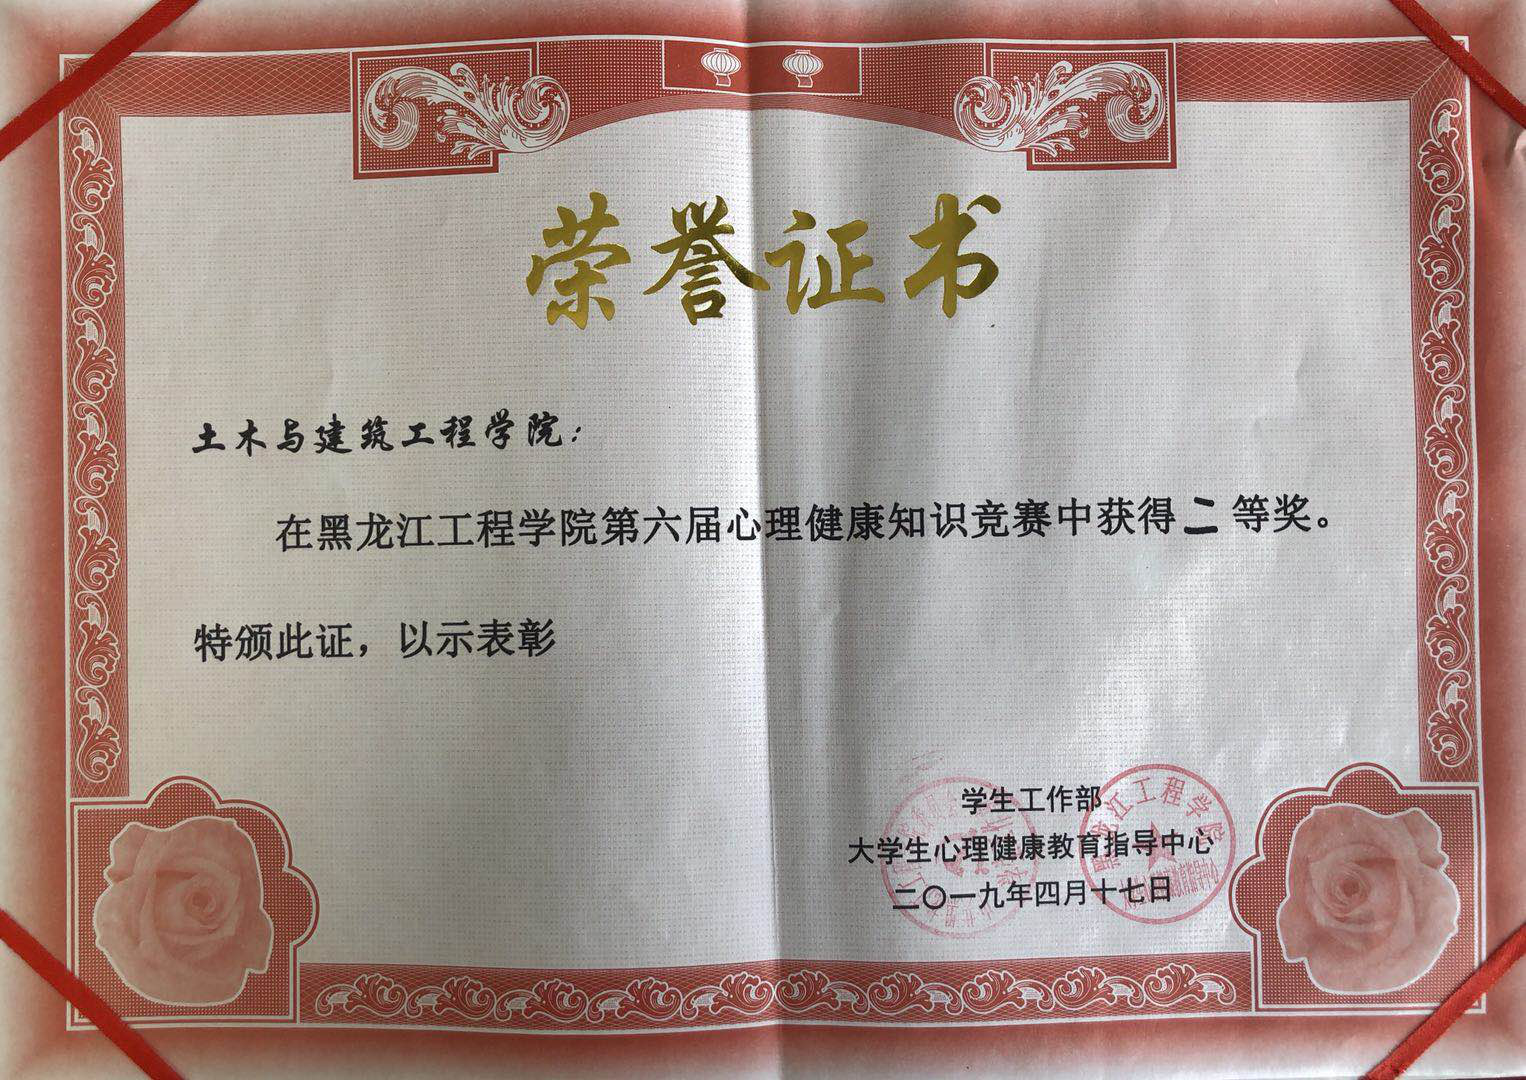 荣誉证书
土木与建筑工程学院：
在黑龙江工程学院第六届心理健康知识竞赛中获得二等奖。
特颁此证，以示表彰
学生工作部
大学生心理健康教育指导中心
二〇一九年四月十七日